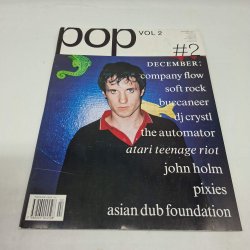 pop VOL 2
#2
DECEMBER:
company flow
soft rock
buccaneer
dj crystl
the automator
atari teenage riot
john holm
pixies
asian dub foundation